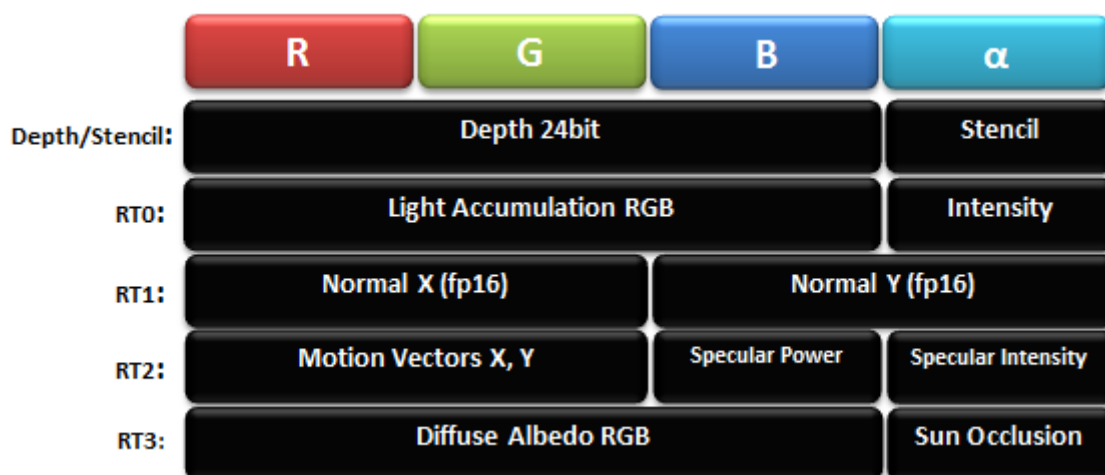 R G B α
Depth/Stencil: Depth 24bit Stencil
RT0: Light Accumulation RGB Intensity
RT1: Normal X (fp16) Normal Y (fp16)
RT2: Motion Vectors X, Y Specular Power Specular Intensity
RT3: Diffuse Albedo RGB Sun Occlusion